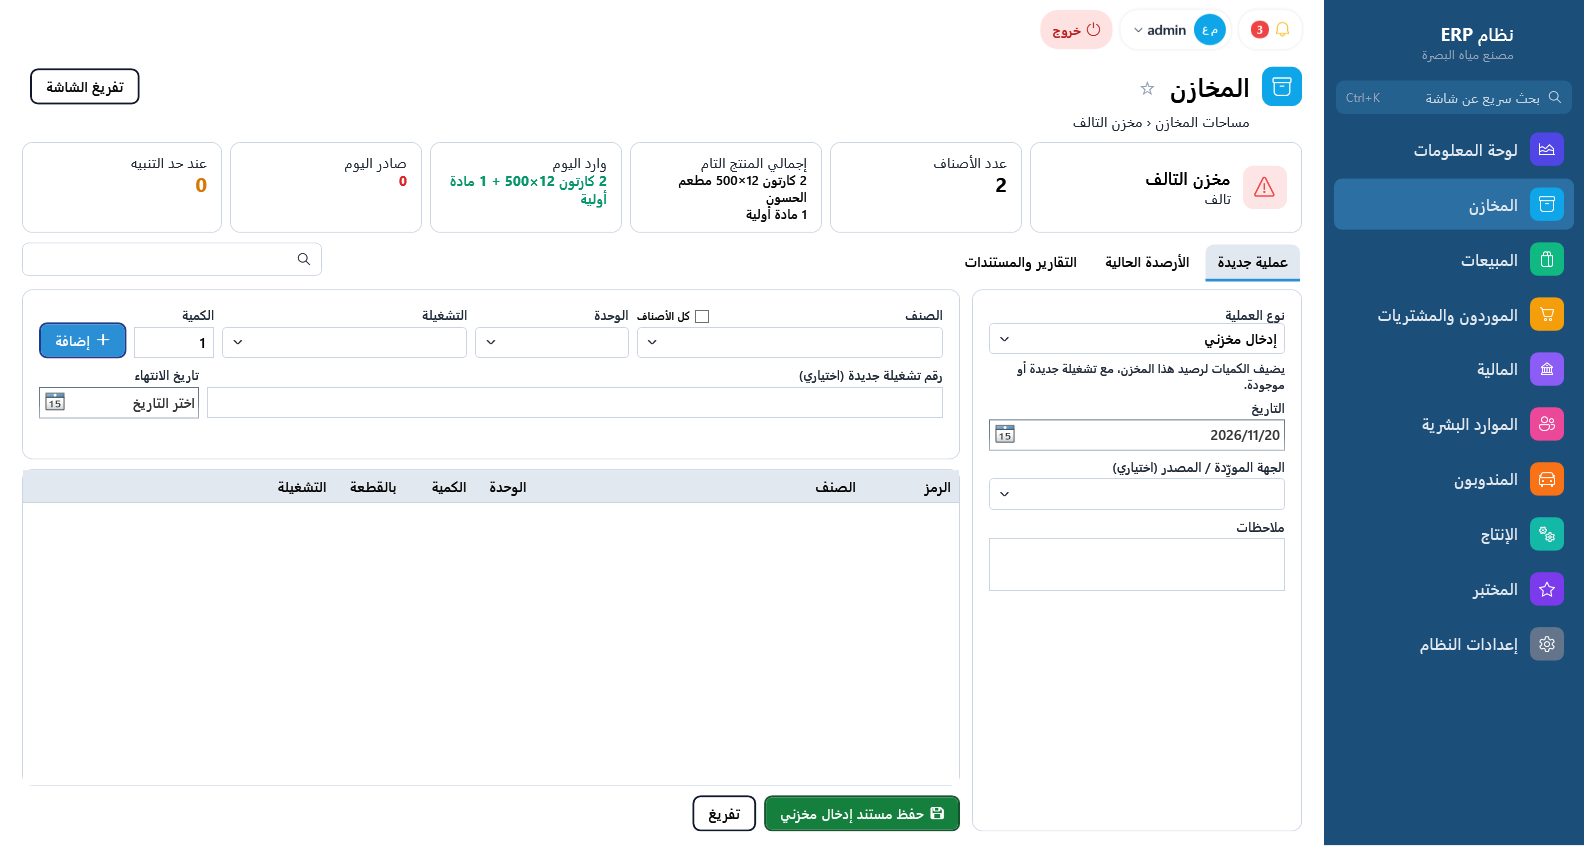 نظام ERP
مصنع مياه البصرة
بحث سريع عن شاشة Ctrl+K
لوحة المعلومات
المخازن
المبيعات
الموردون والمشتريات
المالية
الموارد البشرية
المندوبون
الإنتاج
المختبر
إعدادات النظام
3
م ع admin
خروج
المخازن
مساحات المخازن › مخزن التالف
تفريغ الشاشة
مخزن التالف
تالف
عدد الأصناف
2
إجمالي المنتج التام
2 كارتون 12×500 مطعم
الحسون
1 مادة أولية
وارد اليوم
2 كارتون 12×500 + 1 مادة
أولية
صادر اليوم
0
عند حد التنبيه
0
عملية جديدة
الأرصدة الحالية
التقارير والمستندات
نوع العملية
إدخال مخزني
يضيف الكميات لرصيد هذا المخزن، مع تشغيلة جديدة أو
موجودة.
التاريخ
2026/11/20
15
الجهة المورّدة / المصدر (اختياري)
ملاحظات
الصنف
كل الأصناف
الوحدة
التشغيلة
الكمية
1
إضافة
رقم تشغيلة جديدة (اختياري)
تاريخ الانتهاء
اختر التاريخ
15
الرمز الصنف الوحدة الكمية بالقطعة التشغيلة
حفظ مستند إدخال مخزني
تفريغ